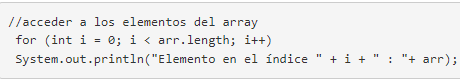 //acceder a los elementos del array
for (int i = 0; i < arr.length; i++)
System.out.println("Elemento en el índice " + i + " : "+ arr);